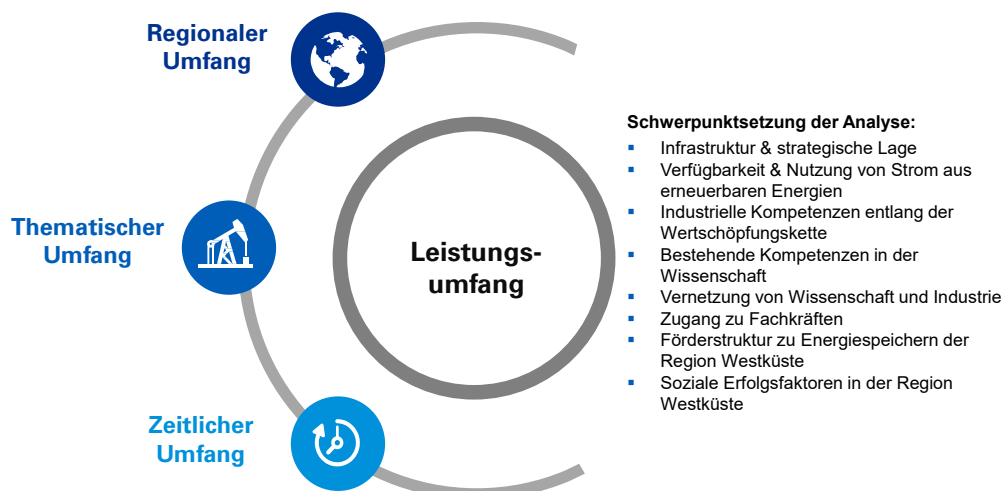 Regionaler
Umfang
Thematischer
Umfang
Zeitlicher
Umfang
Leistungs-
umfang
Schwerpunktsetzung der Analyse:
▪ Infrastruktur & strategische Lage
▪ Verfügbarkeit & Nutzung von Strom aus
erneuerbaren Energien
▪ Industrielle Kompetenzen entlang der
Wertschöpfungskette
▪ Bestehende Kompetenzen in der
Wissenschaft
▪ Vernetzung von Wissenschaft und Industrie
▪ Zugang zu Fachkräften
▪ Förderstruktur zu Energiespeichern der
Region Westküste
▪ Soziale Erfolgsfaktoren in der Region
Westküste